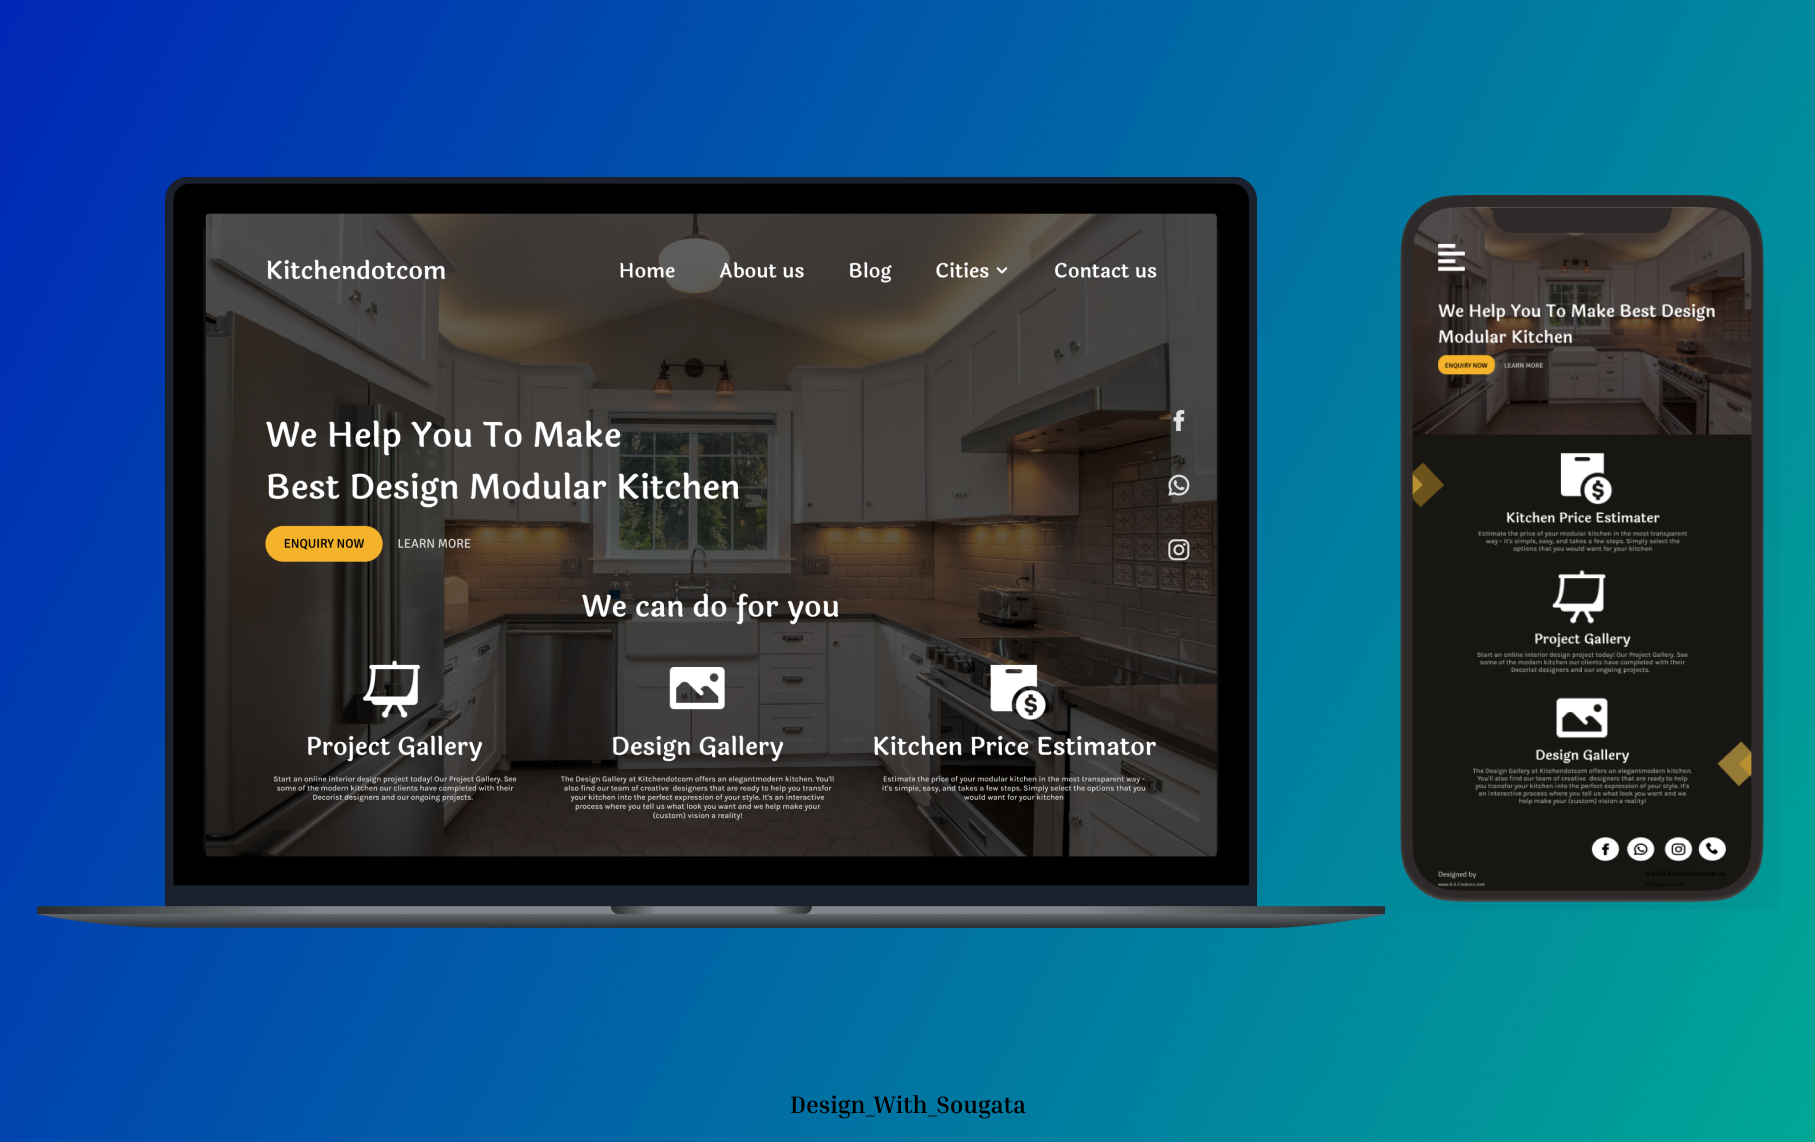 Kitchendotcom
Home About us Blog Cities Contact us
We Help You To Make
Best Design Modular Kitchen
ENQUIRY NOW LEARN MORE
We can do for you
Project Gallery
Start an online interior design project today! Our Project Gallery. See
some of the modern kitchen our clients have completed with their
Decorist designers and our ongoing projects.
Design Gallery
The Design Gallery at Kitchendotcom offers an elegantmodern kitchen. You'll
also find our team of creative designers that are ready to help you transfor
your kitchen into the perfect expression of your style. It's an interactive
process where you tell us what look you want and we help make your
(custom) vision a reality!
Kitchen Price Estimator
Estimate the price of your modular kitchen in the most transparent way -
it's simple, easy, and takes a few steps. Simply select the options that you
would want for your kitchen
We Help You To Make Best Design
Modular Kitchen
ENQUIRY NOW LEARN MORE
Kitchen Price Estimater
Estimate the price of your modular kitchen in the most transparent
way - it's simple, easy, and takes a few steps. Simply select the
options that you would want for your kitchen
Project Gallery
Start an online interior design project today! Our Project Gallery. See
some of the modern kitchen our clients have completed with their
Decorist designers and our ongoing projects.
Design Gallery
The Design Gallery at Kitchendotcom offers an elegantmodern kitchen.
You'll also find our team of creative designers that are ready to help
you transfor your kitchen into the perfect expression of your style. It's
an interactive process where you tell us what look you want and we
help make your (custom) vision a reality!
Designed by
Design_With_Sougata